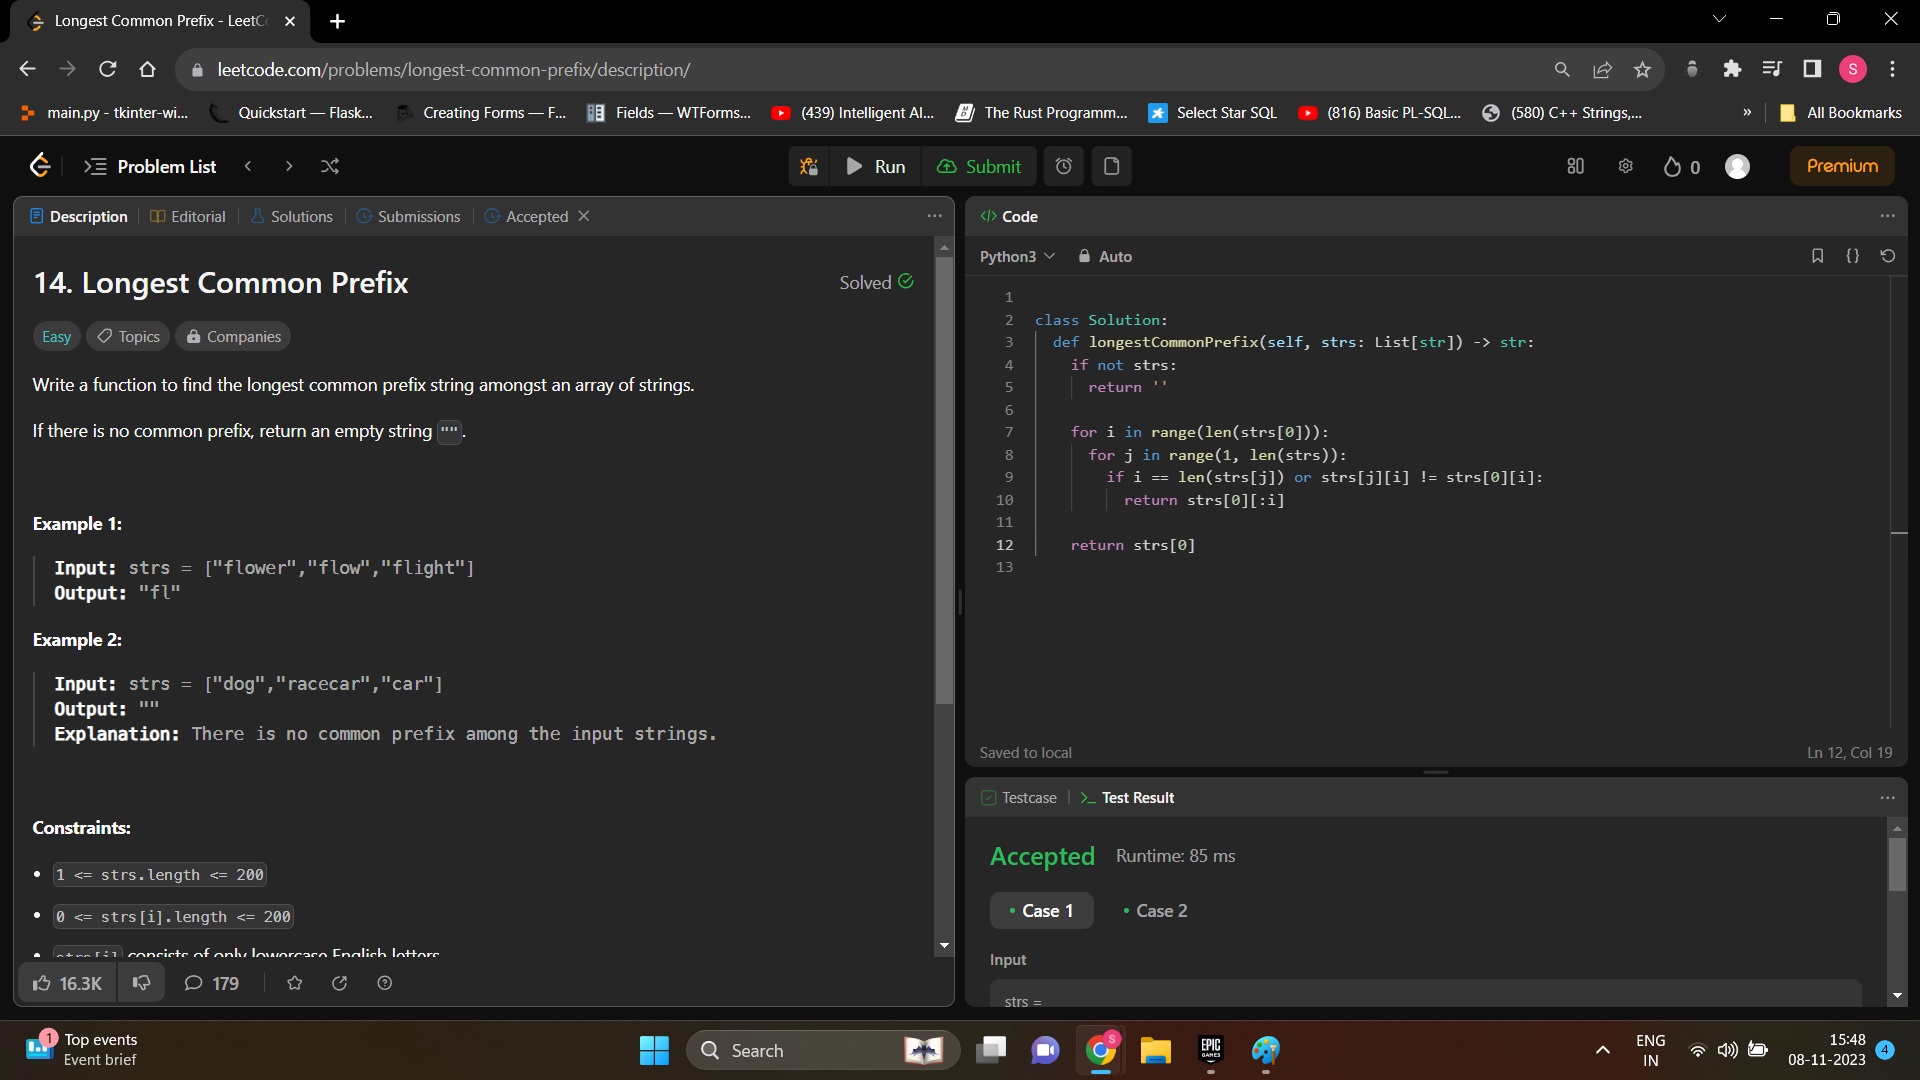 Longest Common Prefix - LeetC
leetcode.com/problems/longest-common-prefix/description/
S
main.py - tkinter-wi...
Quickstart — Flask...
Creating Forms — F...
Fields — WTForms...
(439) Intelligent Al...
The Rust Programm...
Select Star SQL
(816) Basic PL-SQL...
(580) C++ Strings,...
»
All Bookmarks
Problem List
Run
Submit
0
Premium
Description
Editorial
Solutions
Submissions
Accepted
14. Longest Common Prefix
Solved
Easy
Topics
Companies
Write a function to find the longest common prefix string amongst an array of strings.
If there is no common prefix, return an empty string "".
Example 1:
Input: strs = ["flower","flow","flight"]
Output: "fl"
Example 2:
Input: strs = ["dog","racecar","car"]
Output: ""
Explanation: There is no common prefix among the input strings.
Constraints:
• 1 <= strs.length <= 200
• 0 <= strs[i].length <= 200
• strs[i] consists of only lowercase English letters
16.3K
179
</> Code
Python3
Auto
{}
1
2 class Solution:
3 def longestCommonPrefix(self, strs: List[str]) -> str:
4 if not strs:
5 return ''
6
7 for i in range(len(strs[0])):
8 for j in range(1, len(strs)):
9 if i == len(strs[j]) or strs[j][i] != strs[0][i]:
10 return strs[0][:i]
11
12 return strs[0]
13
Saved to local
Ln 12, Col 19
Testcase
>_ Test Result
Accepted Runtime: 85 ms
• Case 1
• Case 2
Input
strs =
1
Top events
Event brief
Search
S
EPIC
GAMES
ENG
IN
15:48
08-11-2023
4